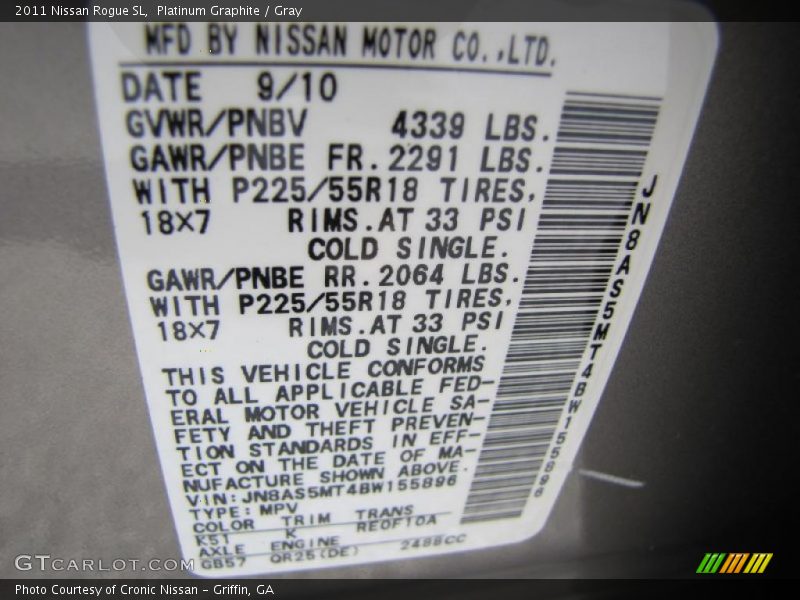 2011 Nissan Rogue SL, Platinum Graphite / Gray
MFD BY NISSAN MOTOR CO.,LTD.
DATE 9/10
GVWR/PNBV 4339 LBS.
GAWR/PNBE FR. 2291 LBS.
WITH P225/55R18 TIRES,
18X7 RIMS. AT 33 PSI
COLD SINGLE.
GAWR/PNBE RR. 2064 LBS.
WITH P225/55R18 TIRES,
18X7 RIMS. AT 33 PSI
COLD SINGLE.
THIS VEHICLE CONFORMS
TO ALL APPLICABLE FED-
ERAL MOTOR VEHICLE SA-
FETY AND THEFT PREVEN-
TION STANDARDS IN EFF-
ECT ON THE DATE OF MA-
NUFACTURE SHOWN ABOVE.
VIN: JN8AS5MT4BW155896
TYPE: MPV
COLOR TRIM TRANS
K51 K RE0F10A
AXLE ENGINE
GB57 QR25(DE) 2488CC
JN8AS5MT4BW155896
GTCARLOT.COM
Photo Courtesy of Cronic Nissan - Griffin, GA